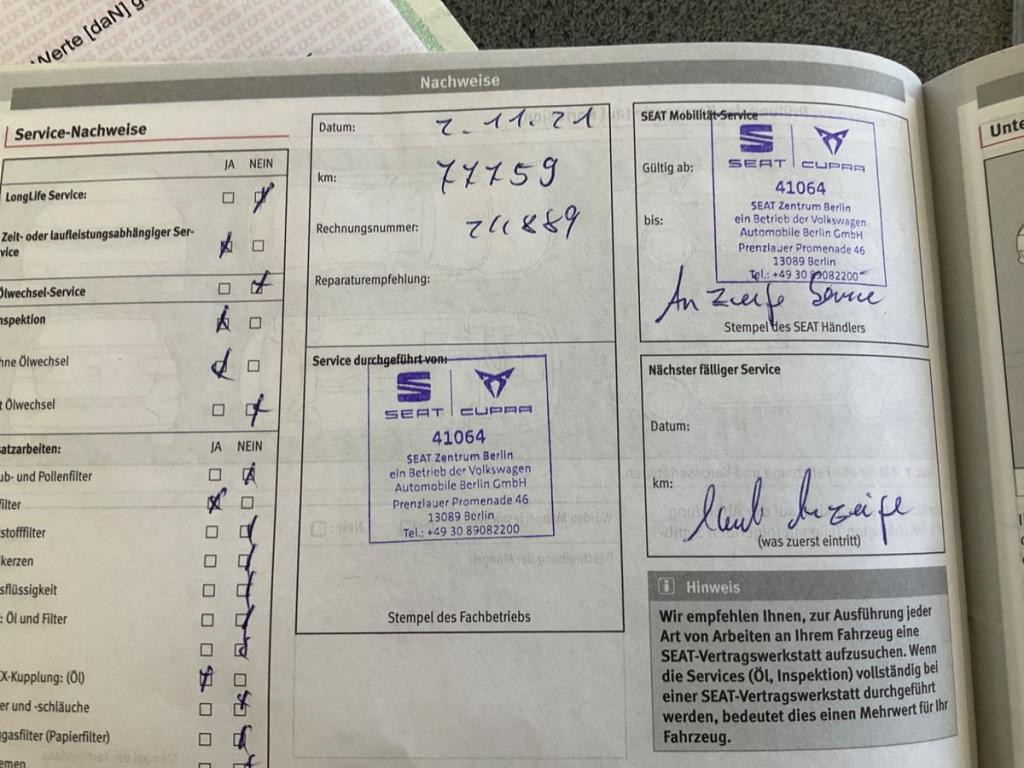 Werte [daN] g
Nachweise
Service-Nachweise
JA NEIN
LongLife Service:
Zeit- oder laufleistungsabhängiger Ser-
vice
Ölwechsel-Service
nspektion
hne Ölwechsel
t Ölwechsel
satzarbeiten: JA NEIN
ub- und Pollenfilter
filter
stofffilter
kerzen
sflüssigkeit
: Öl und Filter
X-Kupplung: (Öl)
er und -schläuche
gasfilter (Papierfilter)
emen
Datum: 2.11.21
km: 77759
Rechnungsnummer: 211889
Reparaturempfehlung:
Service durchgeführt von:
SEAT CUPRA
41064
SEAT Zentrum Berlin
ein Betrieb der Volkswagen
Automobile Berlin GmbH
Prenzlauer Promenade 46
13089 Berlin
Tel.: +49 30 89082200
Stempel des Fachbetriebs
SEAT Mobilität-Service
Gültig ab:
bis:
SEAT CUPRA
41064
SEAT Zentrum Berlin
ein Betrieb der Volkswagen
Automobile Berlin GmbH
Prenzlauer Promenade 46
13089 Berlin
Tel.: +49 30 89082200
Anzeige Service
Stempel des SEAT Händlers
Nächster fälliger Service
Datum:
km:
laut Anzeige
(was zuerst eintritt)
Hinweis
Wir empfehlen Ihnen, zur Ausführung jeder
Art von Arbeiten an Ihrem Fahrzeug eine
SEAT-Vertragswerkstatt aufzusuchen. Wenn
die Services (Öl, Inspektion) vollständig bei
einer SEAT-Vertragswerkstatt durchgeführt
werden, bedeutet dies einen Mehrwert für Ihr
Fahrzeug.
Unte